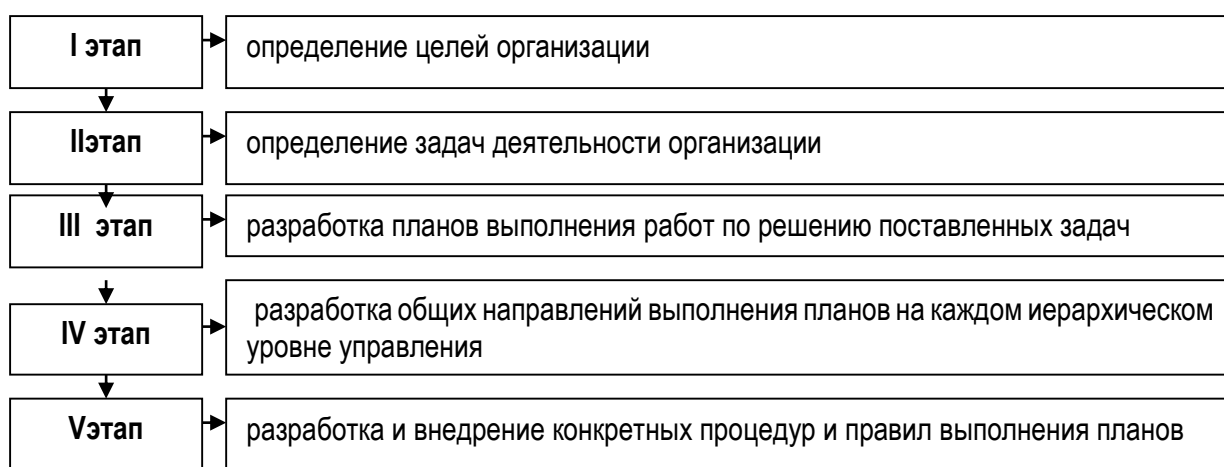 I этап
определение целей организации
IIэтап
определение задач деятельности организации
III этап
разработка планов выполнения работ по решению поставленных задач
IV этап
разработка общих направлений выполнения планов на каждом иерархическом
уровне управления
Vэтап
разработка и внедрение конкретных процедур и правил выполнения планов